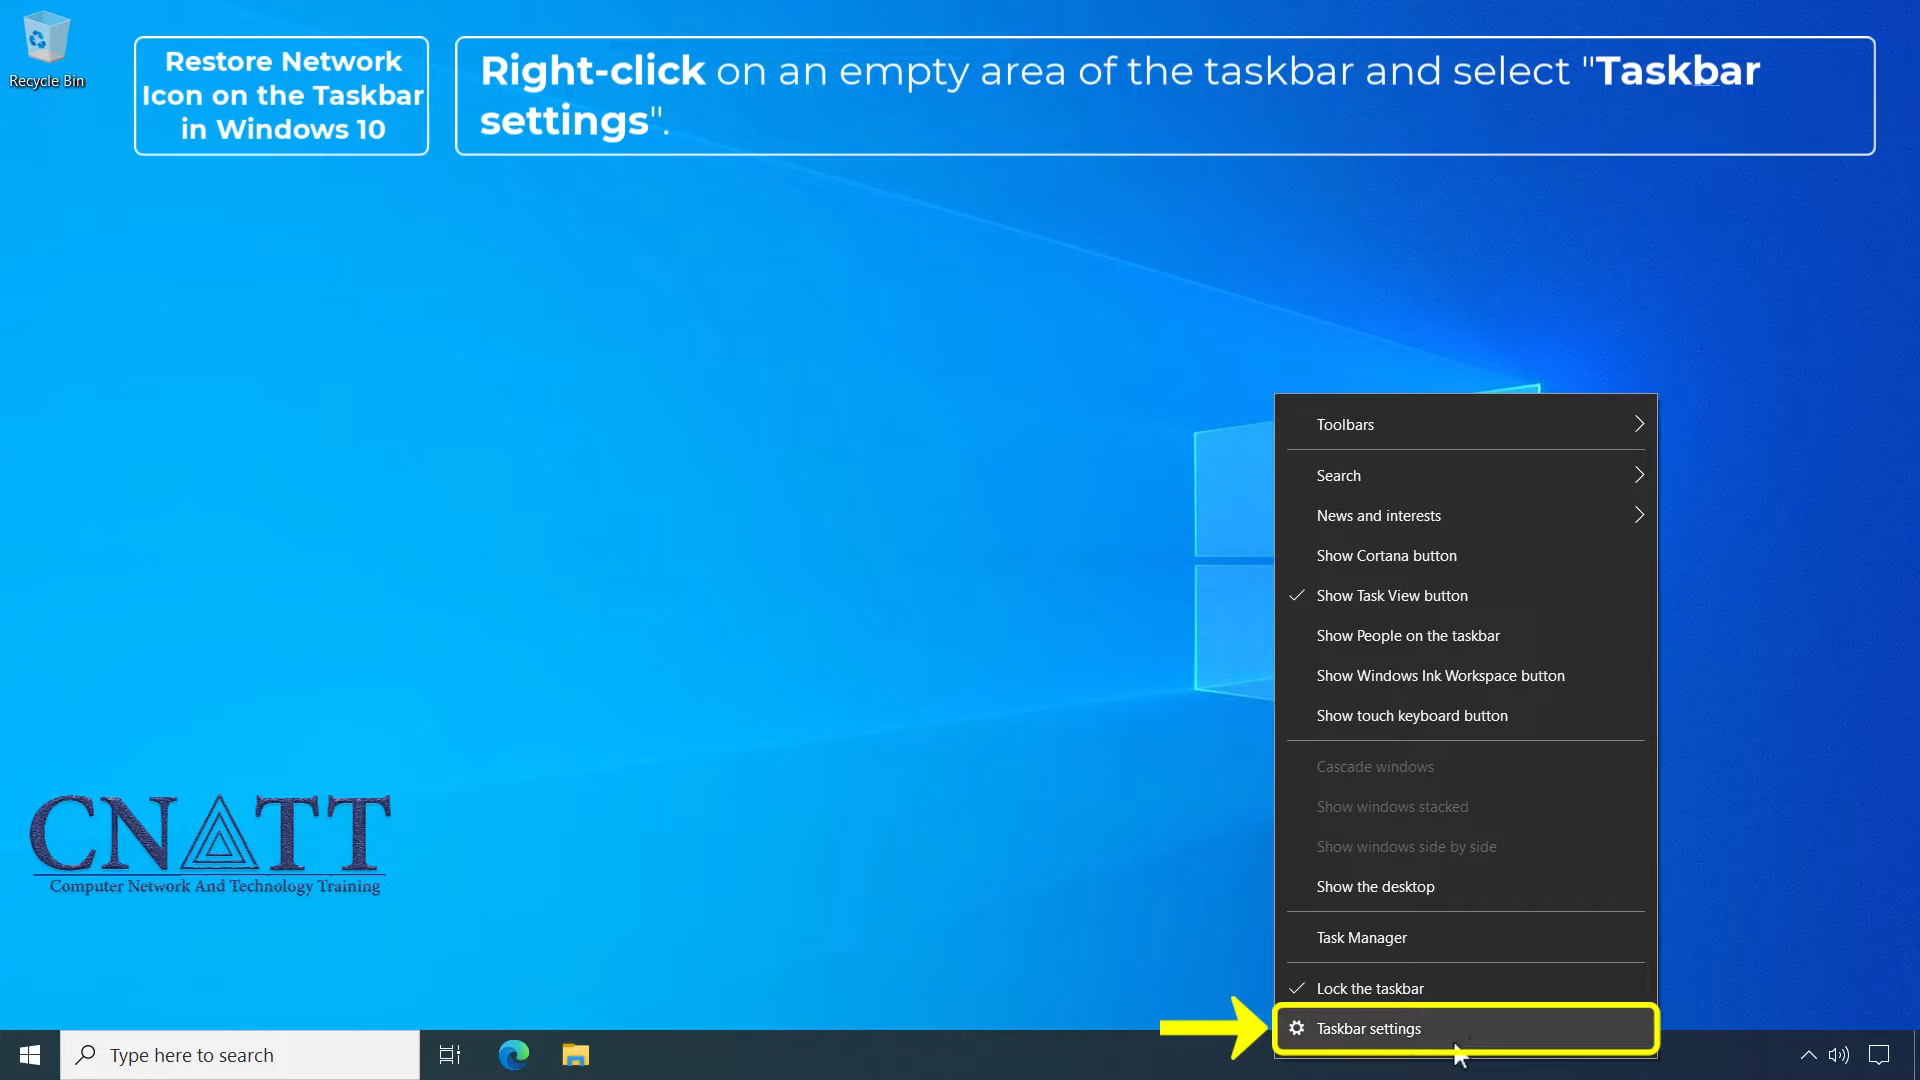 Recycle Bin
Restore Network
Icon on the Taskbar
in Windows 10
Right-click on an empty area of the taskbar and select "Taskbar
settings".
Toolbars
Search
News and interests
Show Cortana button
Show Task View button
Show People on the taskbar
Show Windows Ink Workspace button
Show touch keyboard button
Cascade windows
Show windows stacked
Show windows side by side
Show the desktop
Task Manager
Lock the taskbar
Taskbar settings
CNATT
Computer Network And Technology Training
Type here to search